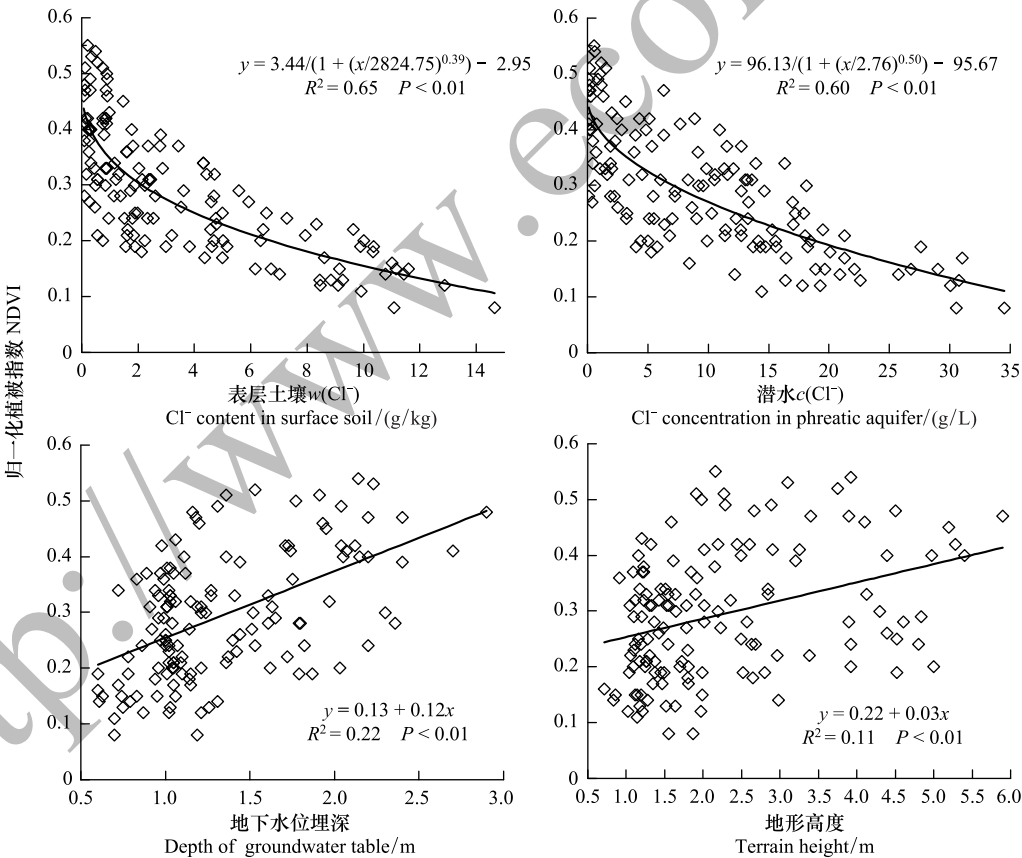 归一化植被指数 NDVI
0.6
0.5
0.4
0.3
0.2
0.1
0
y = 3.44/(1 + (x/2824.75)^0.39) − 2.95
R² = 0.65 P < 0.01
0 2 4 6 8 10 12 14
表层土壤w(Cl⁻)
Cl⁻ content in surface soil/(g/kg)
0.6
0.5
0.4
0.3
0.2
0.1
0
y = 96.13/(1 + (x/2.76)^0.50) − 95.67
R² = 0.60 P < 0.01
0 5 10 15 20 25 30 35
潜水c(Cl⁻)
Cl⁻ concentration in phreatic aquifer/(g/L)
0.6
0.5
0.4
0.3
0.2
0.1
0
y = 0.13 + 0.12x
R² = 0.22 P < 0.01
0.5 1.0 1.5 2.0 2.5 3.0
地下水位埋深
Depth of groundwater table/m
0.6
0.5
0.4
0.3
0.2
0.1
0
y = 0.22 + 0.03x
R² = 0.11 P < 0.01
0.5 1.0 1.5 2.0 2.5 3.0 3.5 4.0 4.5 5.0 5.5 6.0
地形高度
Terrain height/m
tp://www.eco